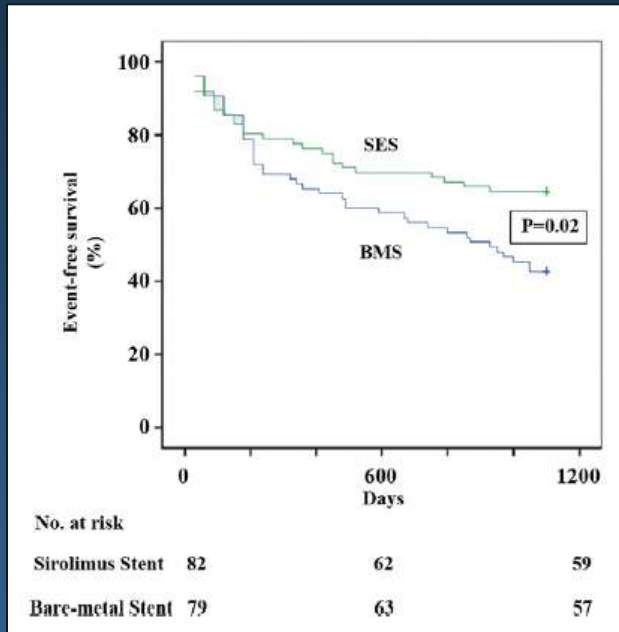 100
80
60
40
20
0
Event-free survival
(%)
SES
P=0.02
BMS
0 600 1200
Days
No. at risk
Sirolimus Stent 82 62 59
Bare-metal Stent 79 63 57